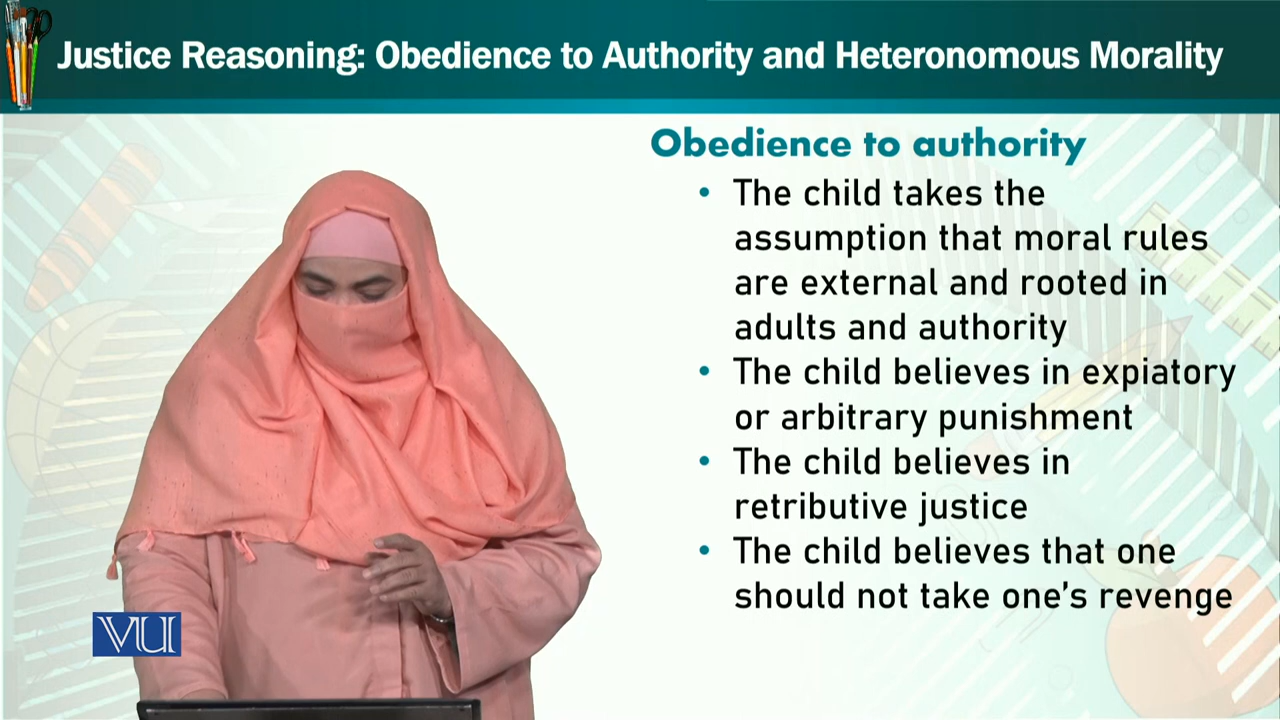 Justice Reasoning: Obedience to Authority and Heteronomous Morality
Obedience to authority
• The child takes the
assumption that moral rules
are external and rooted in
adults and authority
• The child believes in expiatory
or arbitrary punishment
• The child believes in
retributive justice
• The child believes that one
should not take one's revenge
VU